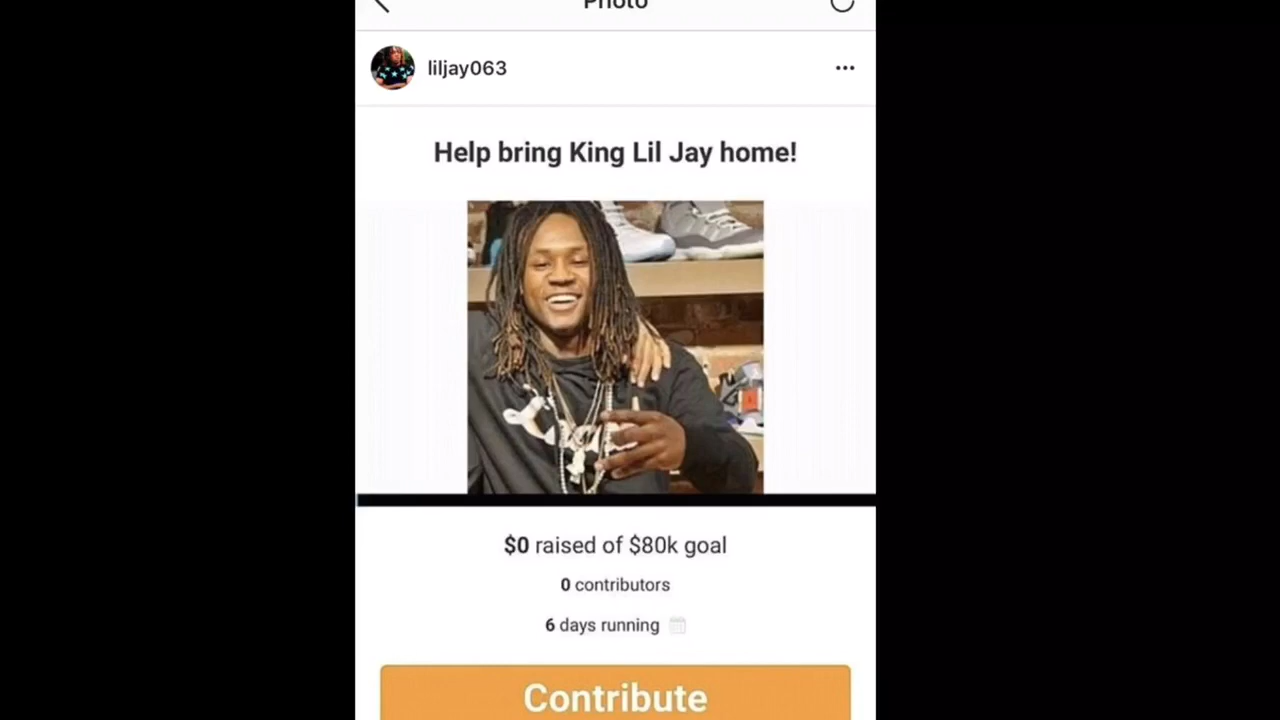 Photo
liljay063
Help bring King Lil Jay home!
$0 raised of $80k goal
0 contributors
6 days running
Contribute